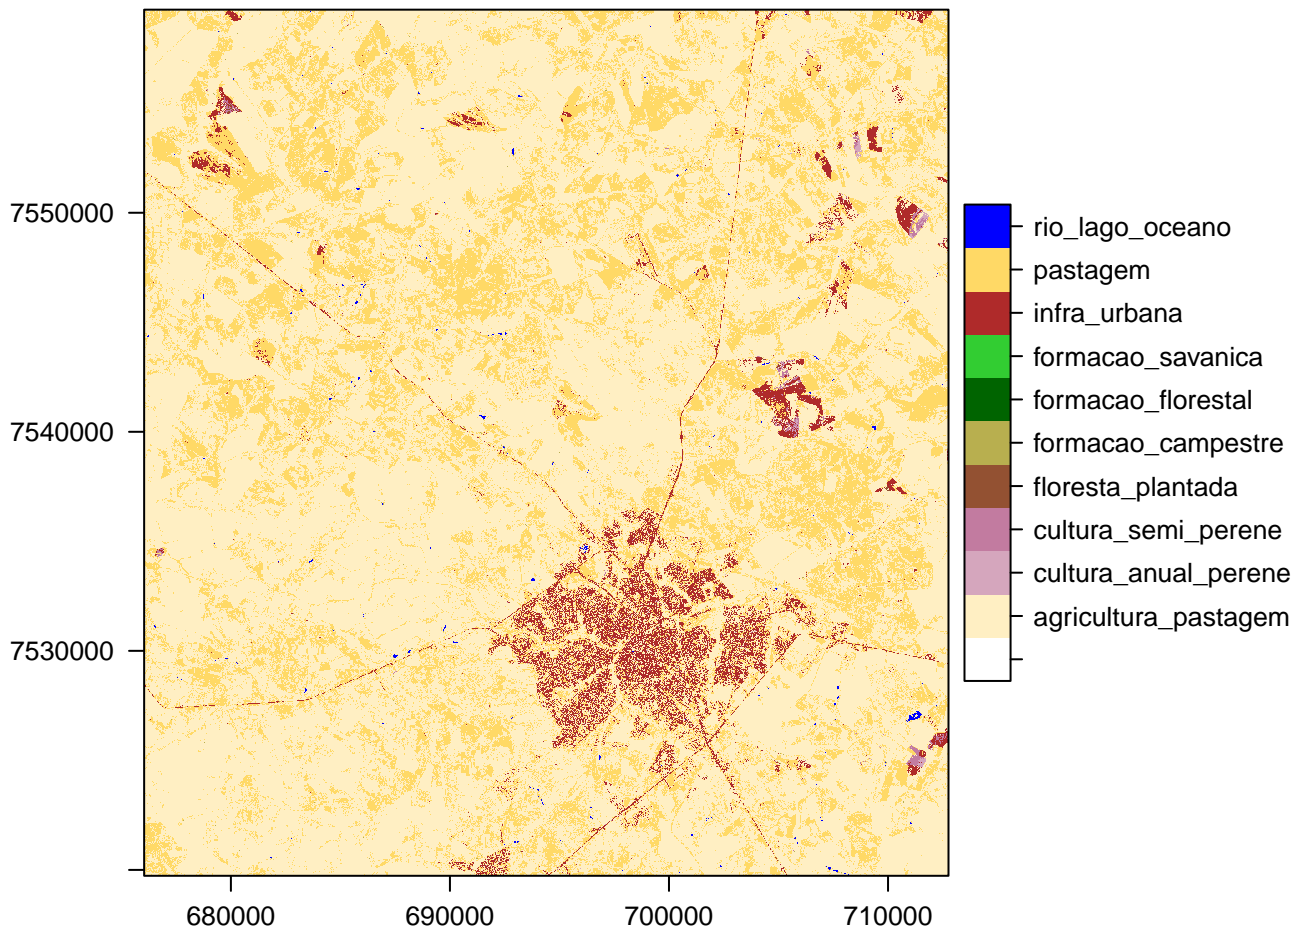 7550000
7540000
7530000
680000
690000
700000
710000
rio_lago_oceano
pastagem
infra_urbana
formacao_savanica
formacao_florestal
formacao_campestre
floresta_plantada
cultura_semi_perene
cultura_anual_perene
agricultura_pastagem